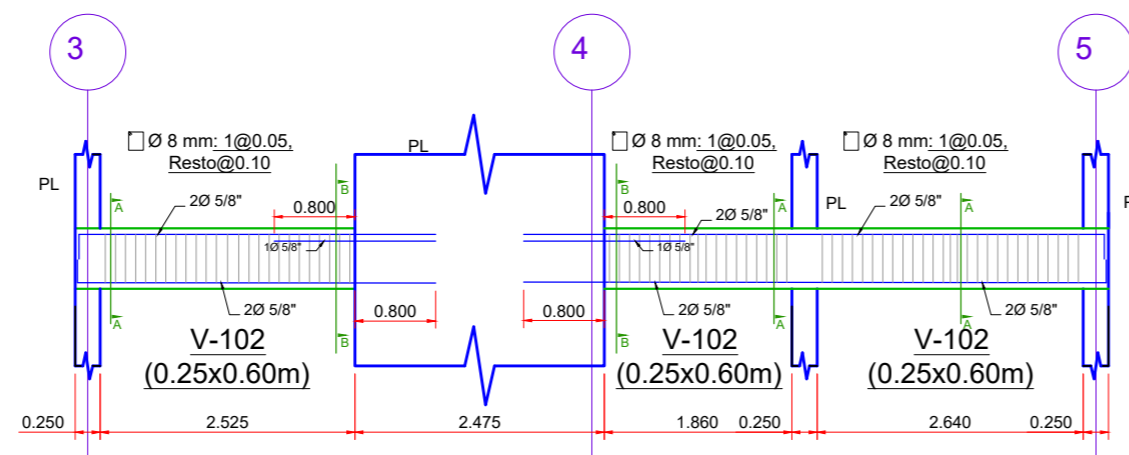 3
4
5
Ø 8 mm: 1@0.05,
Resto@0.10
PL
Ø 8 mm: 1@0.05,
Resto@0.10
Ø 8 mm: 1@0.05,
Resto@0.10
PL
B
B
PL
A
2Ø 5/8"
0.800
0.800
2Ø 5/8"
A
2Ø 5/8"
A
1Ø 5/8"
1Ø 5/8"
2Ø 5/8"
0.800
0.800
2Ø 5/8"
2Ø 5/8"
A
B
B
A
A
V-102
(0.25x0.60m)
V-102
(0.25x0.60m)
V-102
(0.25x0.60m)
0.250
2.525
2.475
1.860
0.250
2.640
0.250